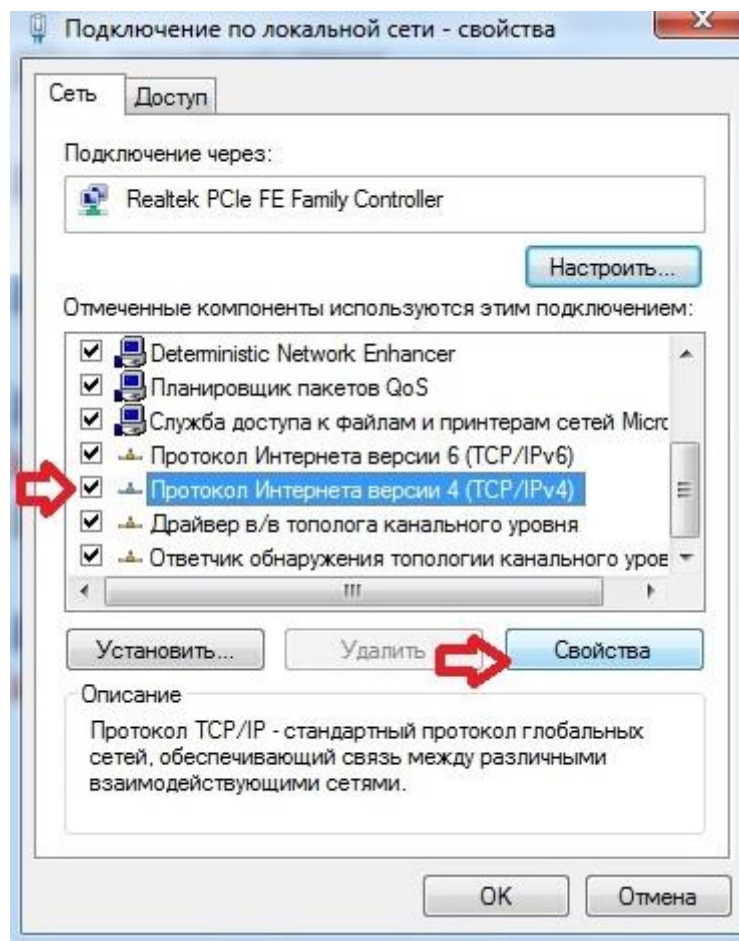 Подключение по локальной сети - свойства
Сеть
Доступ
Подключение через:
Realtek PCIe FE Family Controller
Настроить...
Отмеченные компоненты используются этим подключением:
Deterministic Network Enhancer
Планировщик пакетов QoS
Служба доступа к файлам и принтерам сетей Micrc
Протокол Интернета версии 6 (TCP/IPv6)
Протокол Интернета версии 4 (TCP/IPv4)
Драйвер в/в тополога канального уровня
Ответчик обнаружения топологии канального уров
Установить...
Удалить
Свойства
Описание
Протокол TCP/IP - стандартный протокол глобальных
сетей, обеспечивающий связь между различными
взаимодействующими сетями.
OK
Отмена